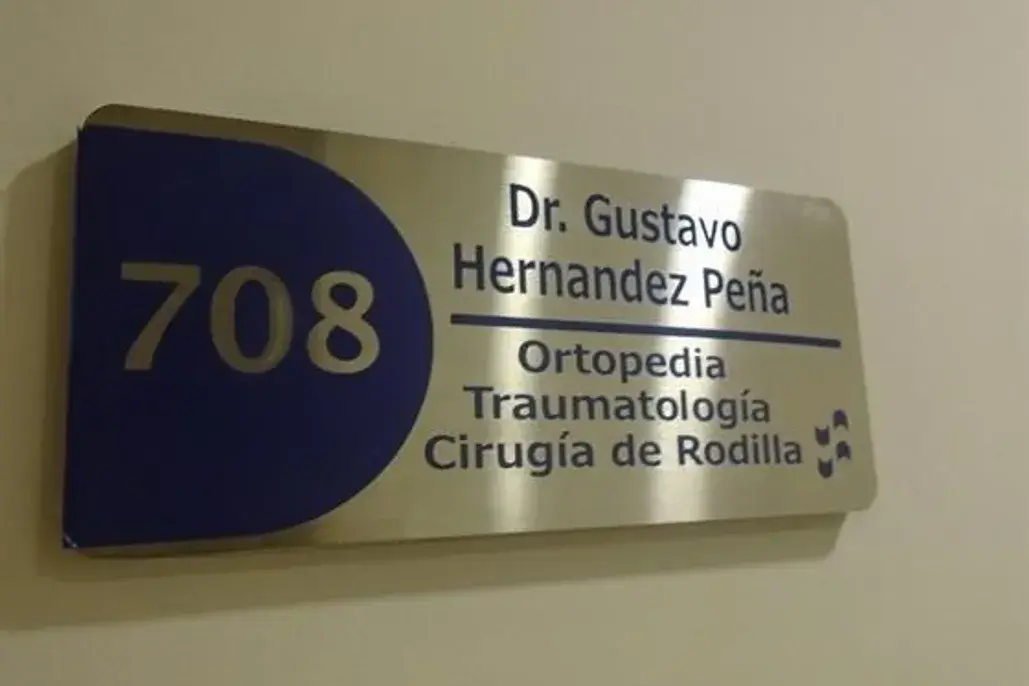 708
Dr. Gustavo
Hernandez Peña
Ortopedia
Traumatología
Cirugía de Rodilla